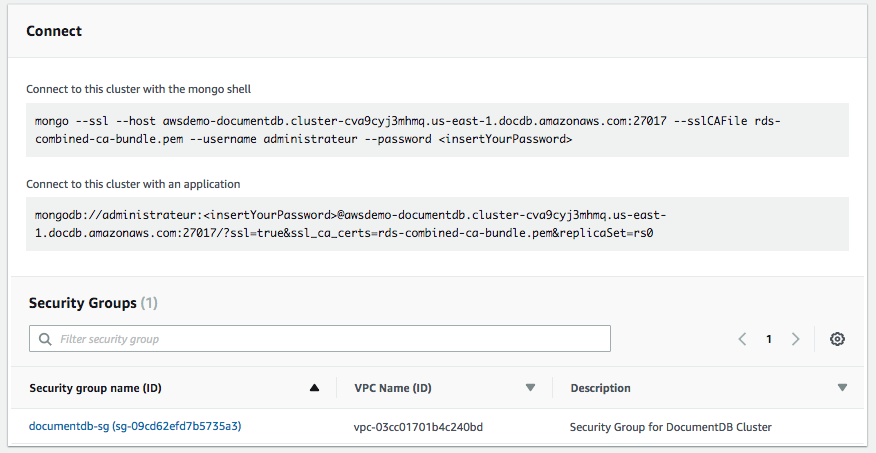 Connect
Connect to this cluster with the mongo shell
mongo --ssl --host awsdemo-documentdb.cluster-cva9cyj3mhmq.us-east-1.docdb.amazonaws.com:27017 --sslCAFile rds-
combined-ca-bundle.pem --username administrateur --password <insertYourPassword>
Connect to this cluster with an application
mongodb://administrateur:<insertYourPassword>@awsdemo-documentdb.cluster-cva9cyj3mhmq.us-east-
1.docdb.amazonaws.com:27017/?ssl=true&ssl_ca_certs=rds-combined-ca-bundle.pem&replicaSet=rs0
Security Groups (1)
Filter security group
1
Security group name (ID) VPC Name (ID) Description
documentdb-sg (sg-09cd62efd7b5735a3) vpc-03cc01701b4c240bd Security Group for DocumentDB Cluster